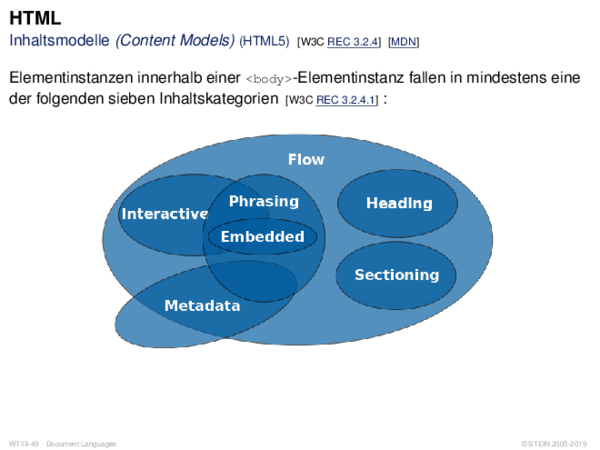 HTML
Inhaltsmodelle (Content Models) (HTML5) [W3C REC 3.2.4] [MDN]
Elementinstanzen innerhalb einer <body>-Elementinstanz fallen in mindestens eine
der folgenden sieben Inhaltskategorien [W3C REC 3.2.4.1] :
Flow
Phrasing
Heading
Interactive
Embedded
Sectioning
Metadata
WT:III-49 Document Languages
© STEIN 2005-2019